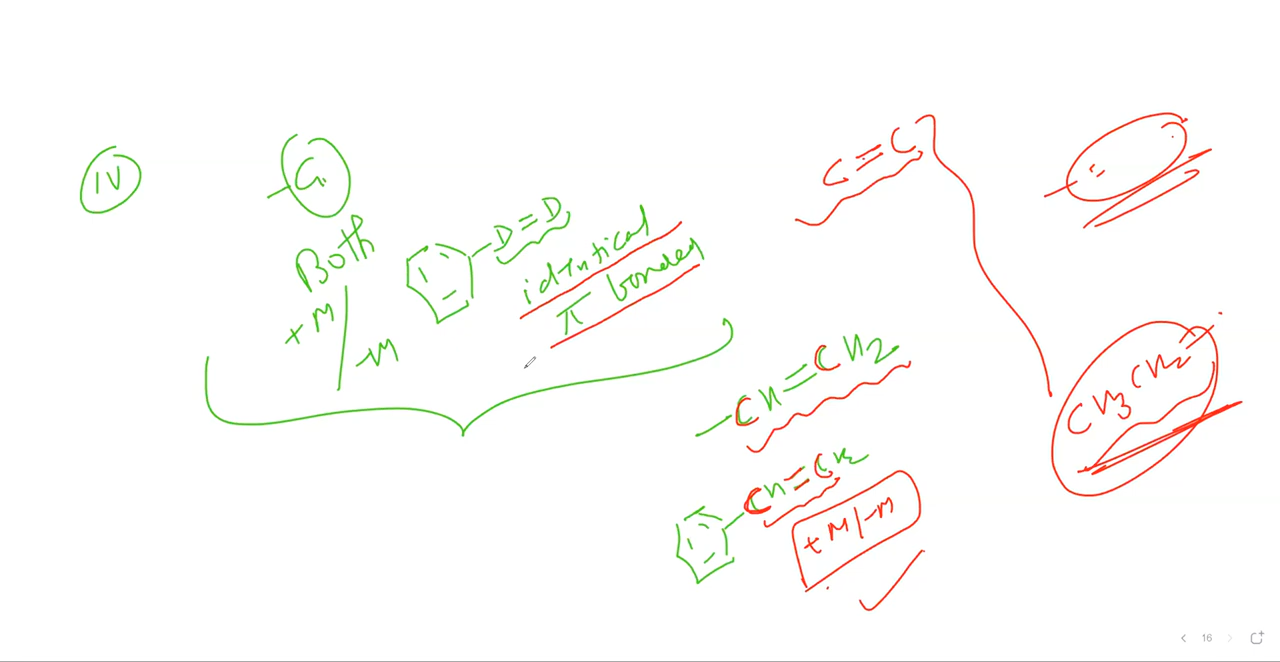 IV
-G
Both
+M
-M
D=D
identical
π bonded
C=C
-CH=CH2
CH=CH2
+M/-M
CH3CH2
16